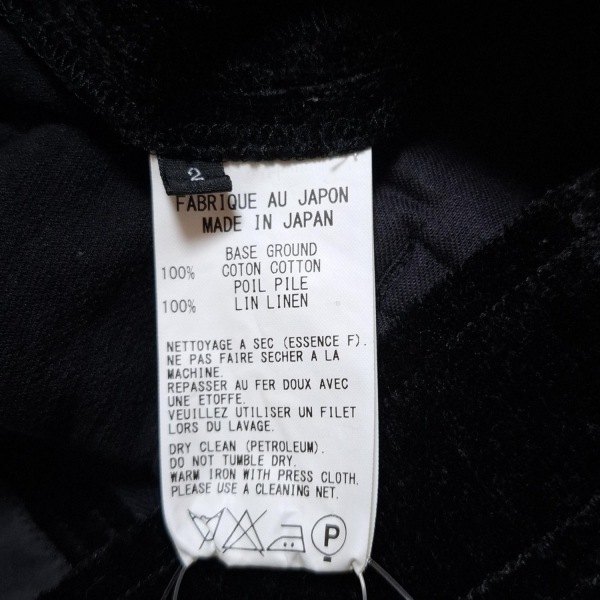 2
FABRIQUE AU JAPON
MADE IN JAPAN
BASE GROUND
100% COTON COTTON
POIL PILE
100% LIN LINEN
NETTOYAGE A SEC (ESSENCE F).
NE PAS FAIRE SECHER A LA
MACHINE.
REPASSER AU FER DOUX AVEC
UNE ETOFFE.
VEUILLEZ UTILISER UN FILET
LORS DU LAVAGE.
DRY CLEAN (PETROLEUM).
DO NOT TUMBLE DRY.
WARM IRON WITH PRESS CLOTH.
PLEASE USE A CLEANING NET.
P